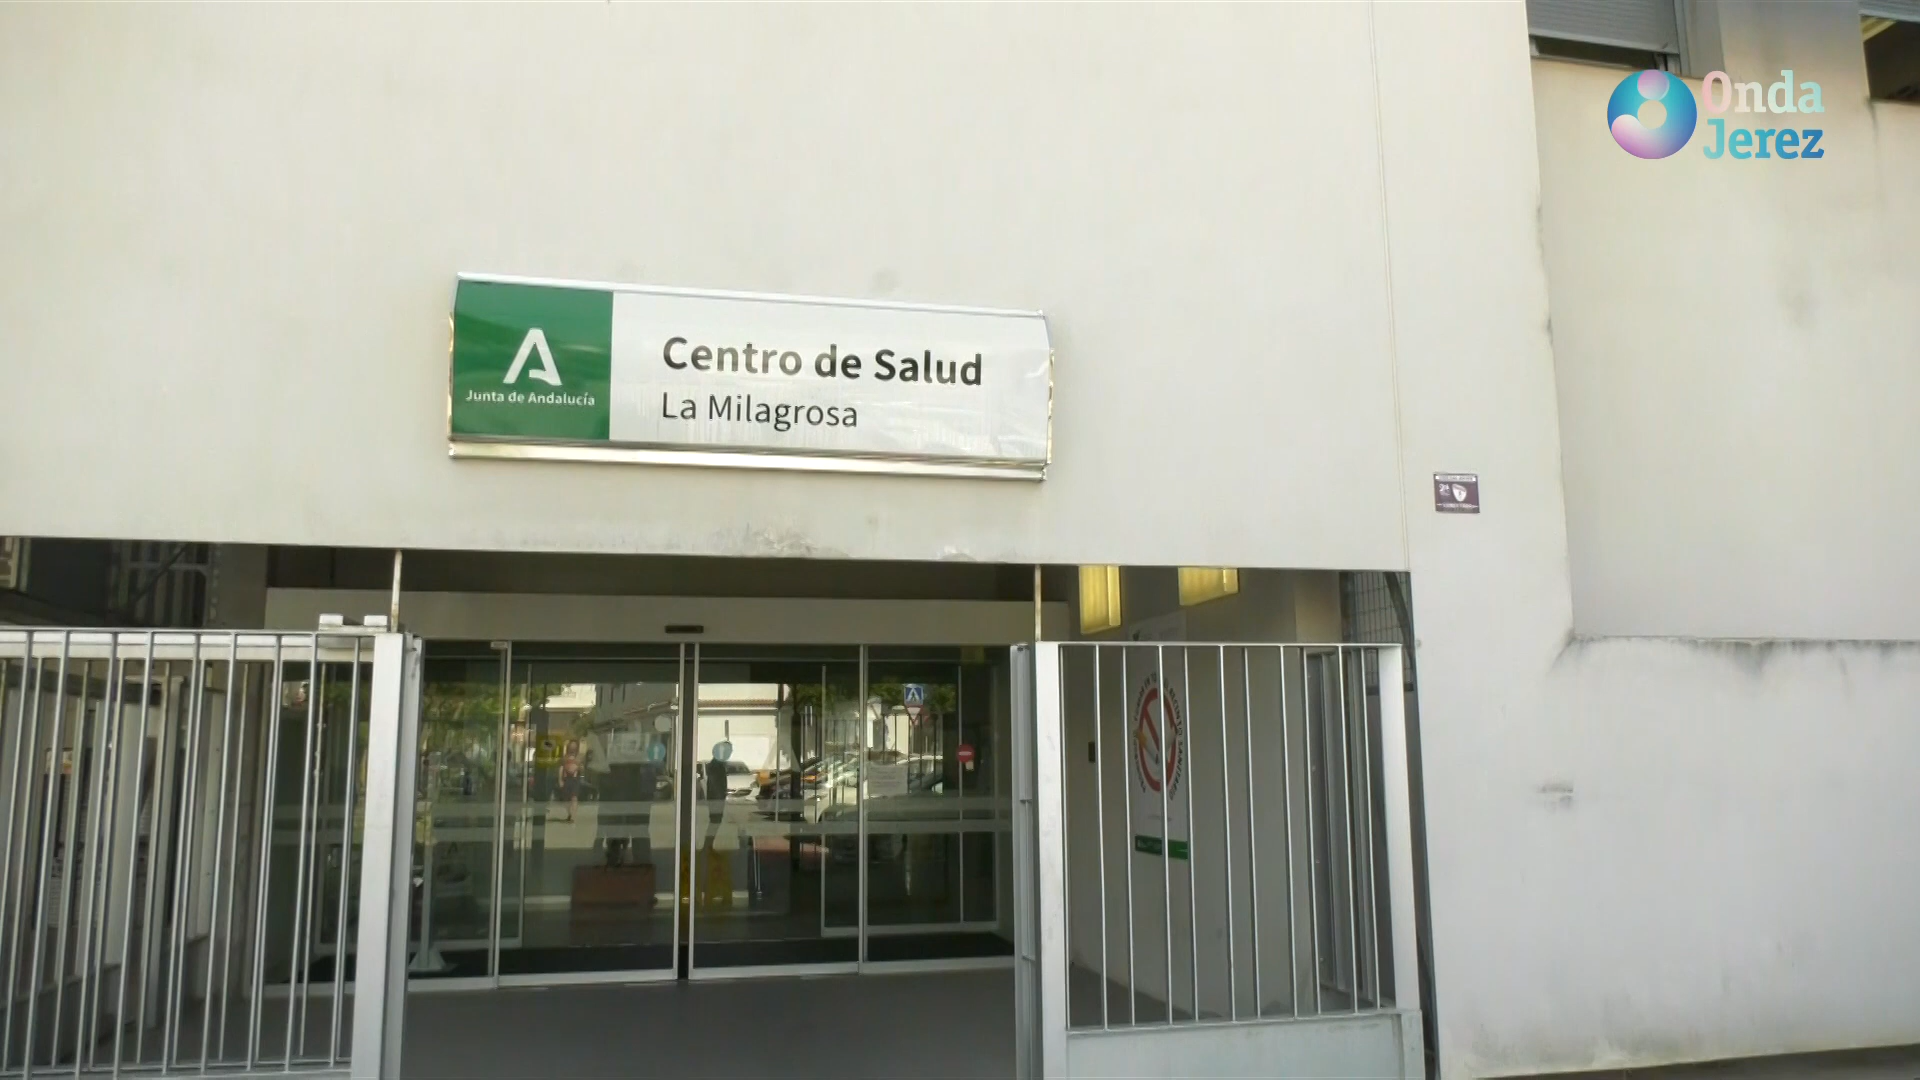 Onda
Jerez
Centro de Salud
La Milagrosa
Junta de Andalucía